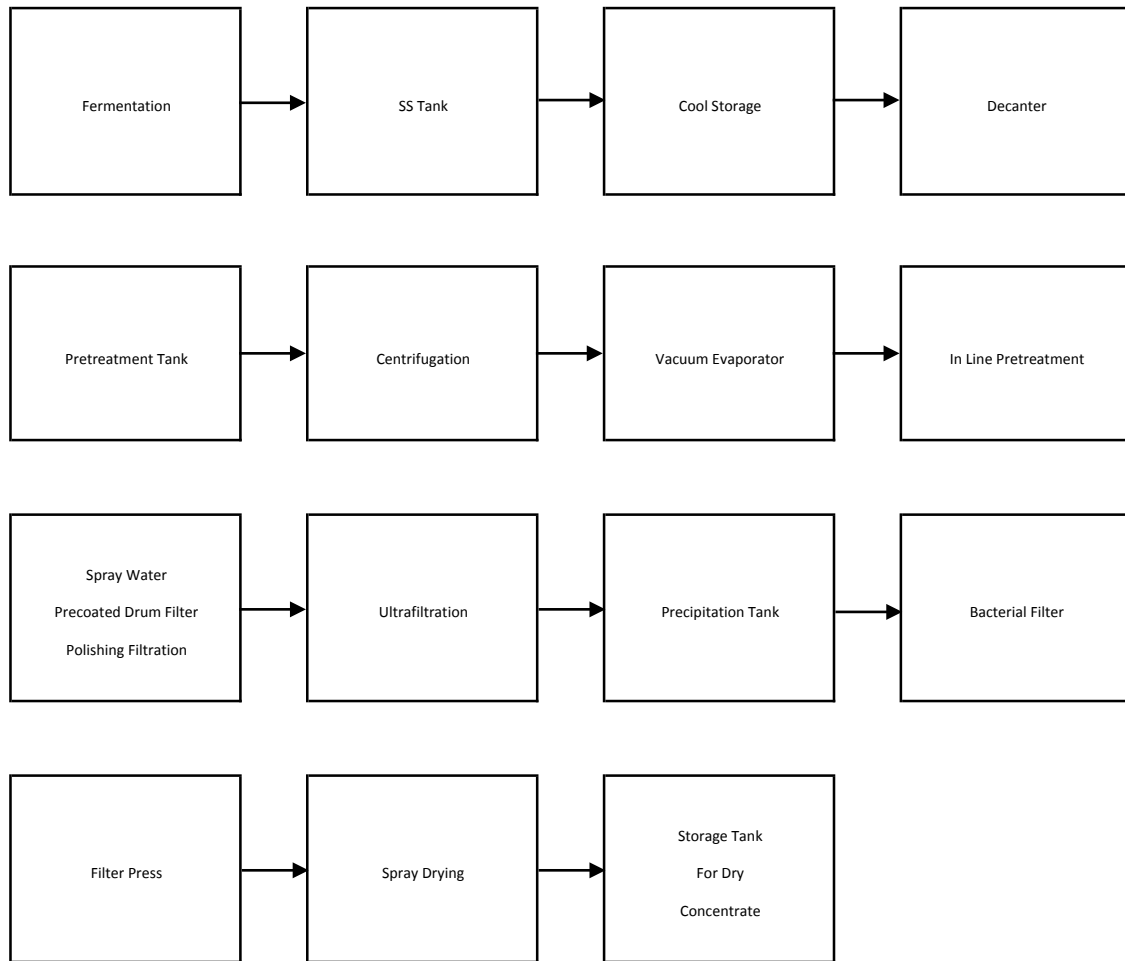 Fermentation
SS Tank
Cool Storage
Decanter
Pretreatment Tank
Centrifugation
Vacuum Evaporator
In Line Pretreatment
Spray Water
Precoated Drum Filter
Polishing Filtration
Ultrafiltration
Precipitation Tank
Bacterial Filter
Filter Press
Spray Drying
Storage Tank
For Dry
Concentrate